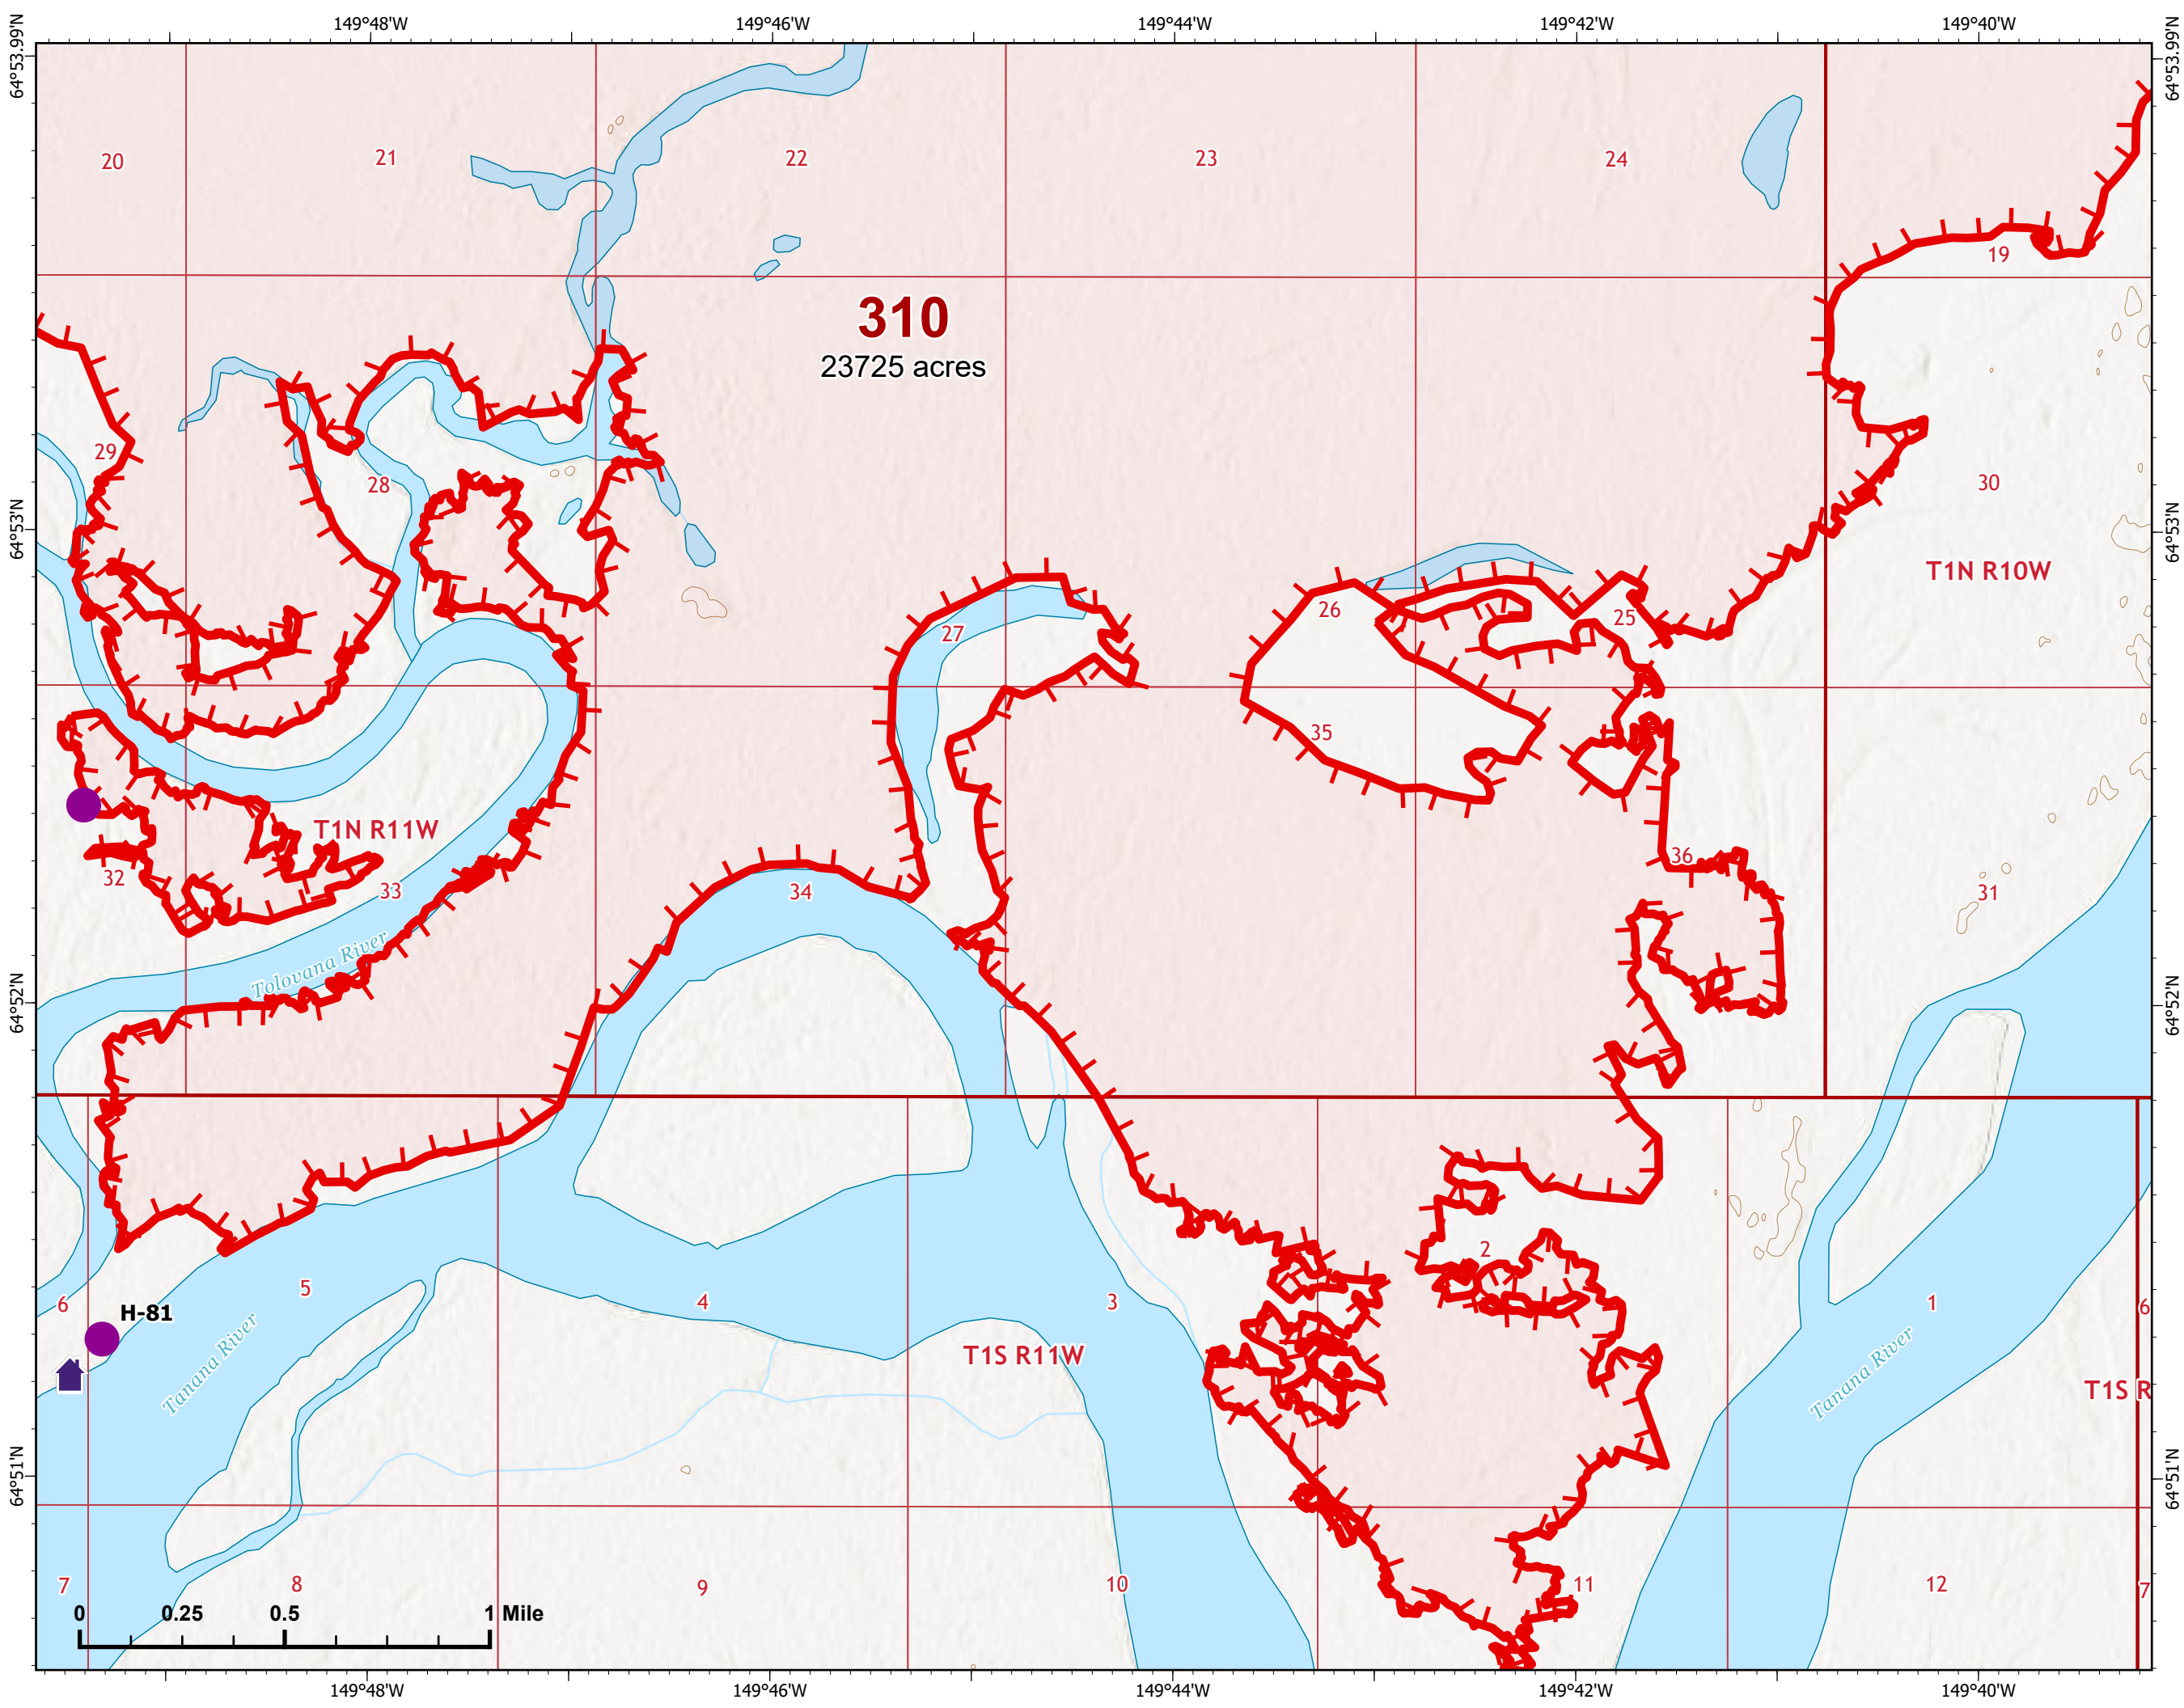 149°48'W 149°46'W 149°44'W 149°42'W 149°40'W
64°53.99'N 64°53.99'N
20 21 22 23 24
19
310
23725 acres
29
28
30
64°53'N 64°53'N
T1N R10W
26
25
27
35
T1N R11W
36
32
33
34
31
Tolovana River
64°52'N 64°52'N
2
5
6
4
3
1
6
H-81
Tanana River
T1S R11W
Tanana River
T1S R
64°51'N 64°51'N
7
8
9
10
11
12
7
0 0.25 0.5 1 Mile
149°48'W 149°46'W 149°44'W 149°42'W 149°40'W